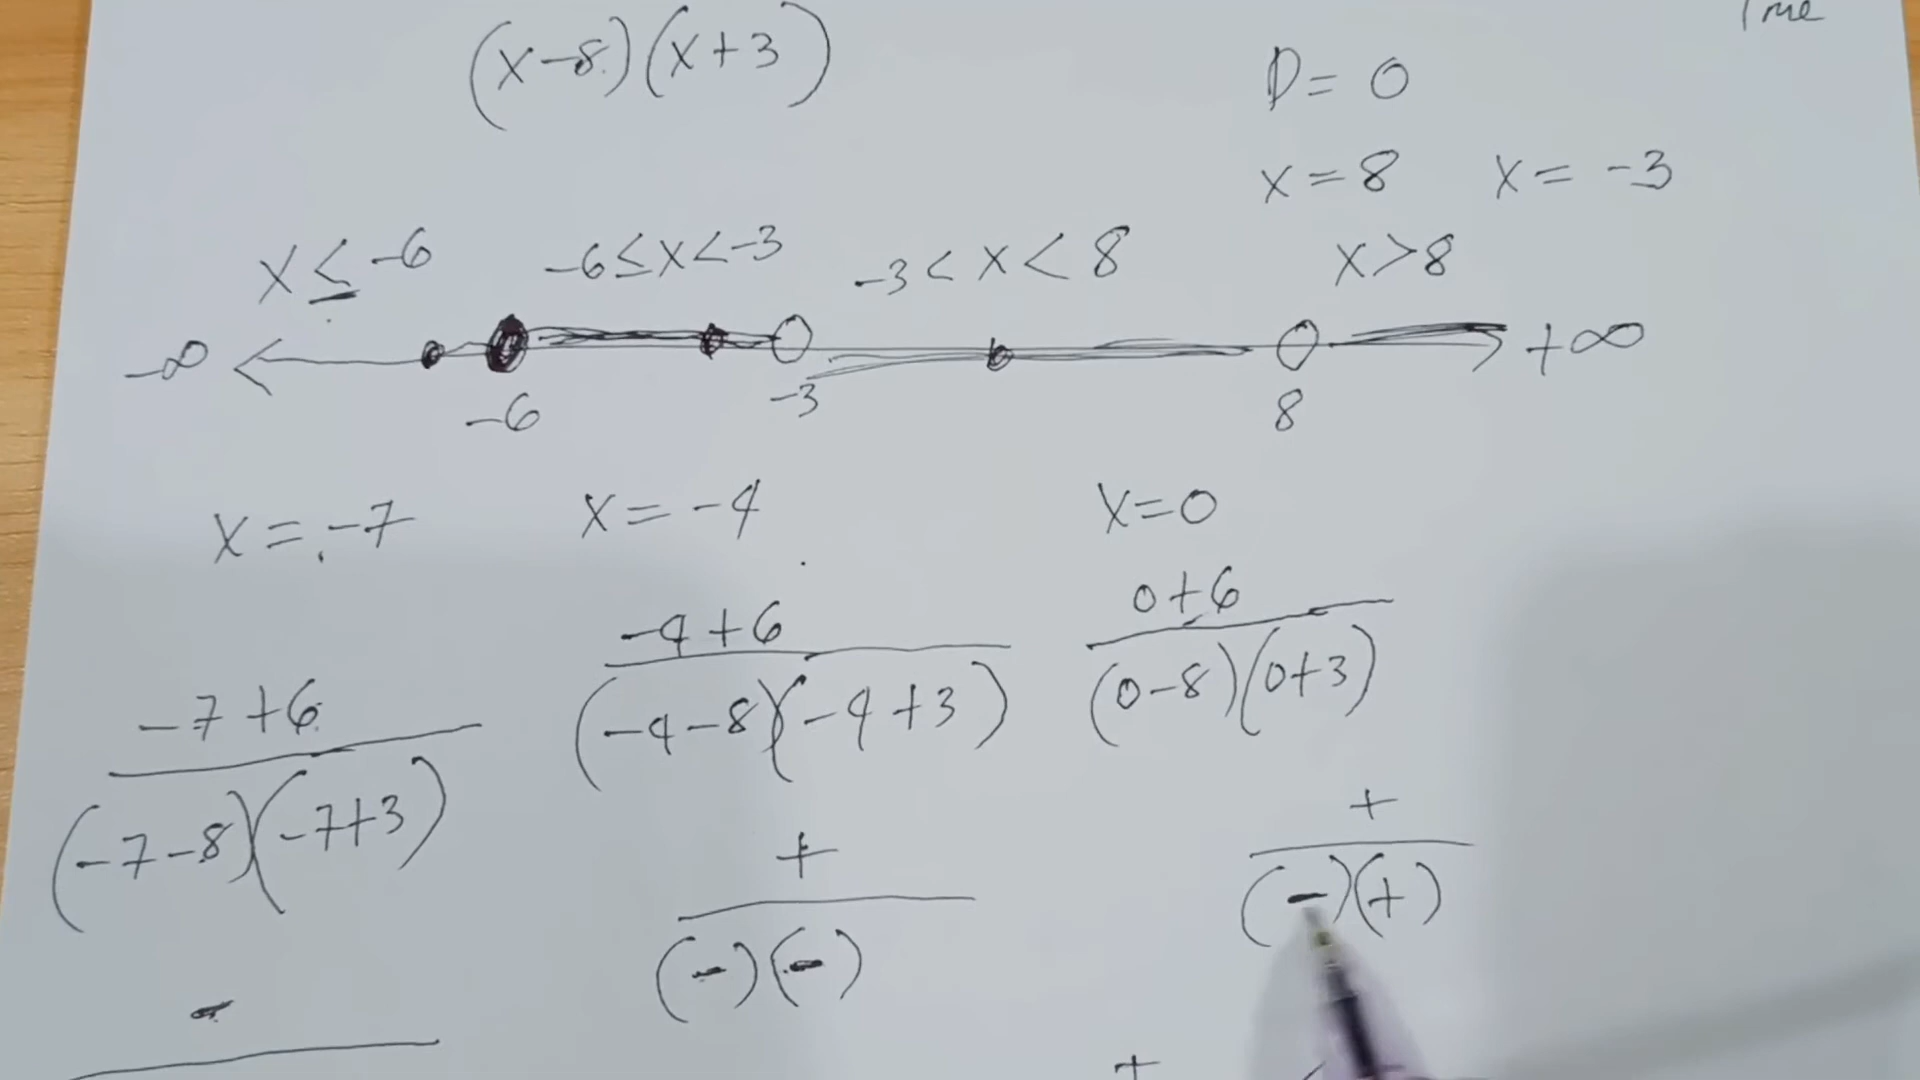 True
(x-8)(x+3)
D= 0
x=8 x= -3
x≤-6 -6≤x<-3 -3<x<8 x>8
-∞ +∞
-6 -3 8
x=-7 x=-4 x=0
-4+6 0+6
(-4-8)(-4+3) (0-8)(0+3)
-7+6
(-7-8)(-7+3)
+ +
(-)(-) (-)(+)
-
+